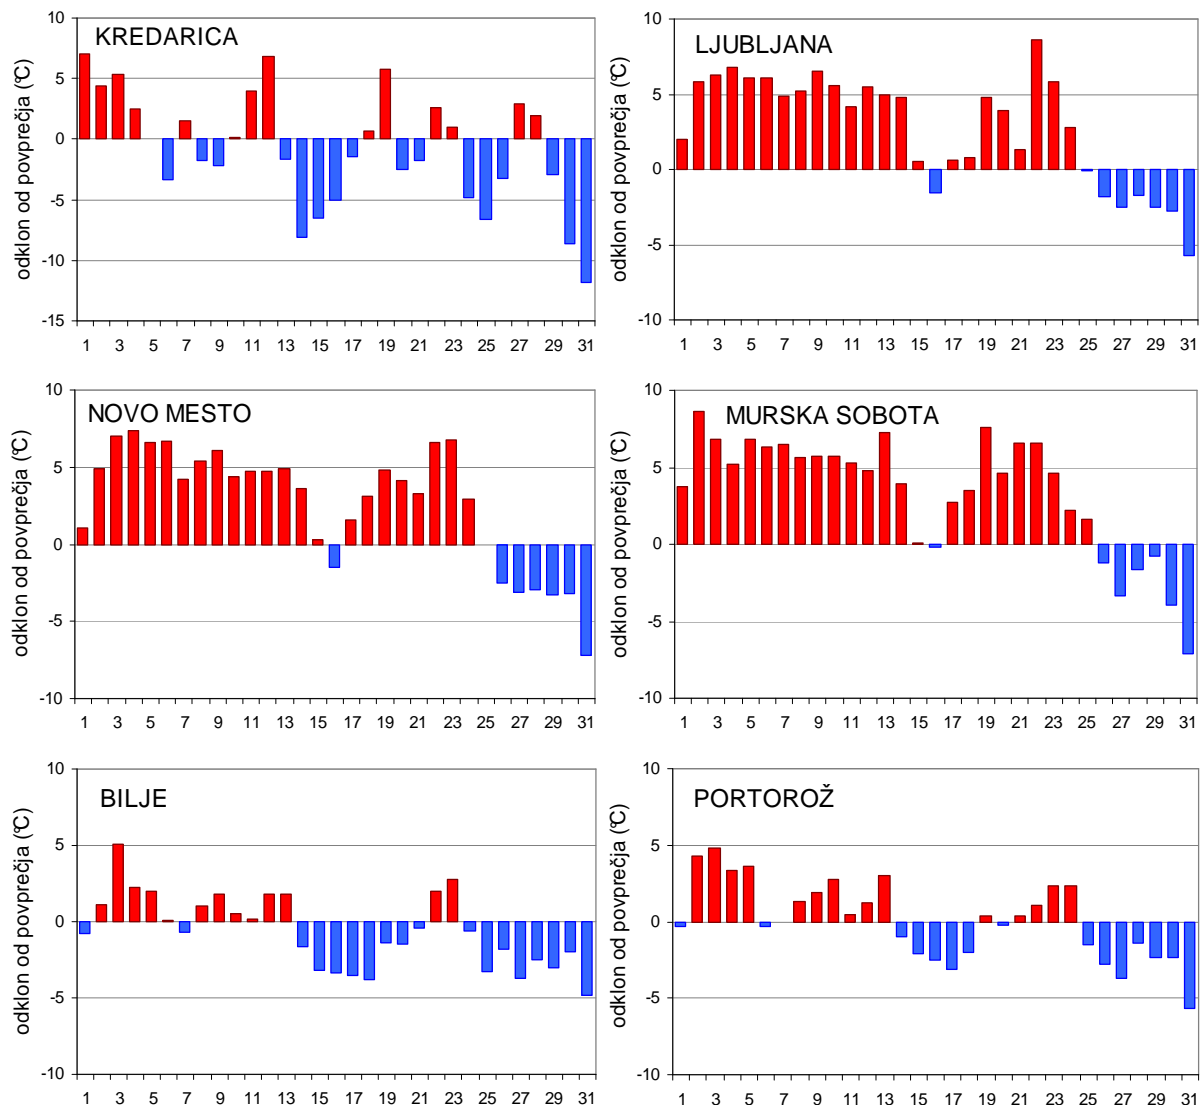 KREDARICA
odklon od povprečja (°C)
10
5
0
-5
-10
-15
1 3 5 7 9 11 13 15 17 19 21 23 25 27 29 31
LJUBLJANA
odklon od povprečja (°C)
10
5
0
-5
-10
1 3 5 7 9 11 13 15 17 19 21 23 25 27 29 31
NOVO MESTO
odklon od povprečja (°C)
10
5
0
-5
-10
1 3 5 7 9 11 13 15 17 19 21 23 25 27 29 31
MURSKA SOBOTA
odklon od povprečja (°C)
10
5
0
-5
-10
1 3 5 7 9 11 13 15 17 19 21 23 25 27 29 31
BILJE
odklon od povprečja (°C)
10
5
0
-5
-10
1 3 5 7 9 11 13 15 17 19 21 23 25 27 29 31
PORTOROŽ
odklon od povprečja (°C)
10
5
0
-5
-10
1 3 5 7 9 11 13 15 17 19 21 23 25 27 29 31